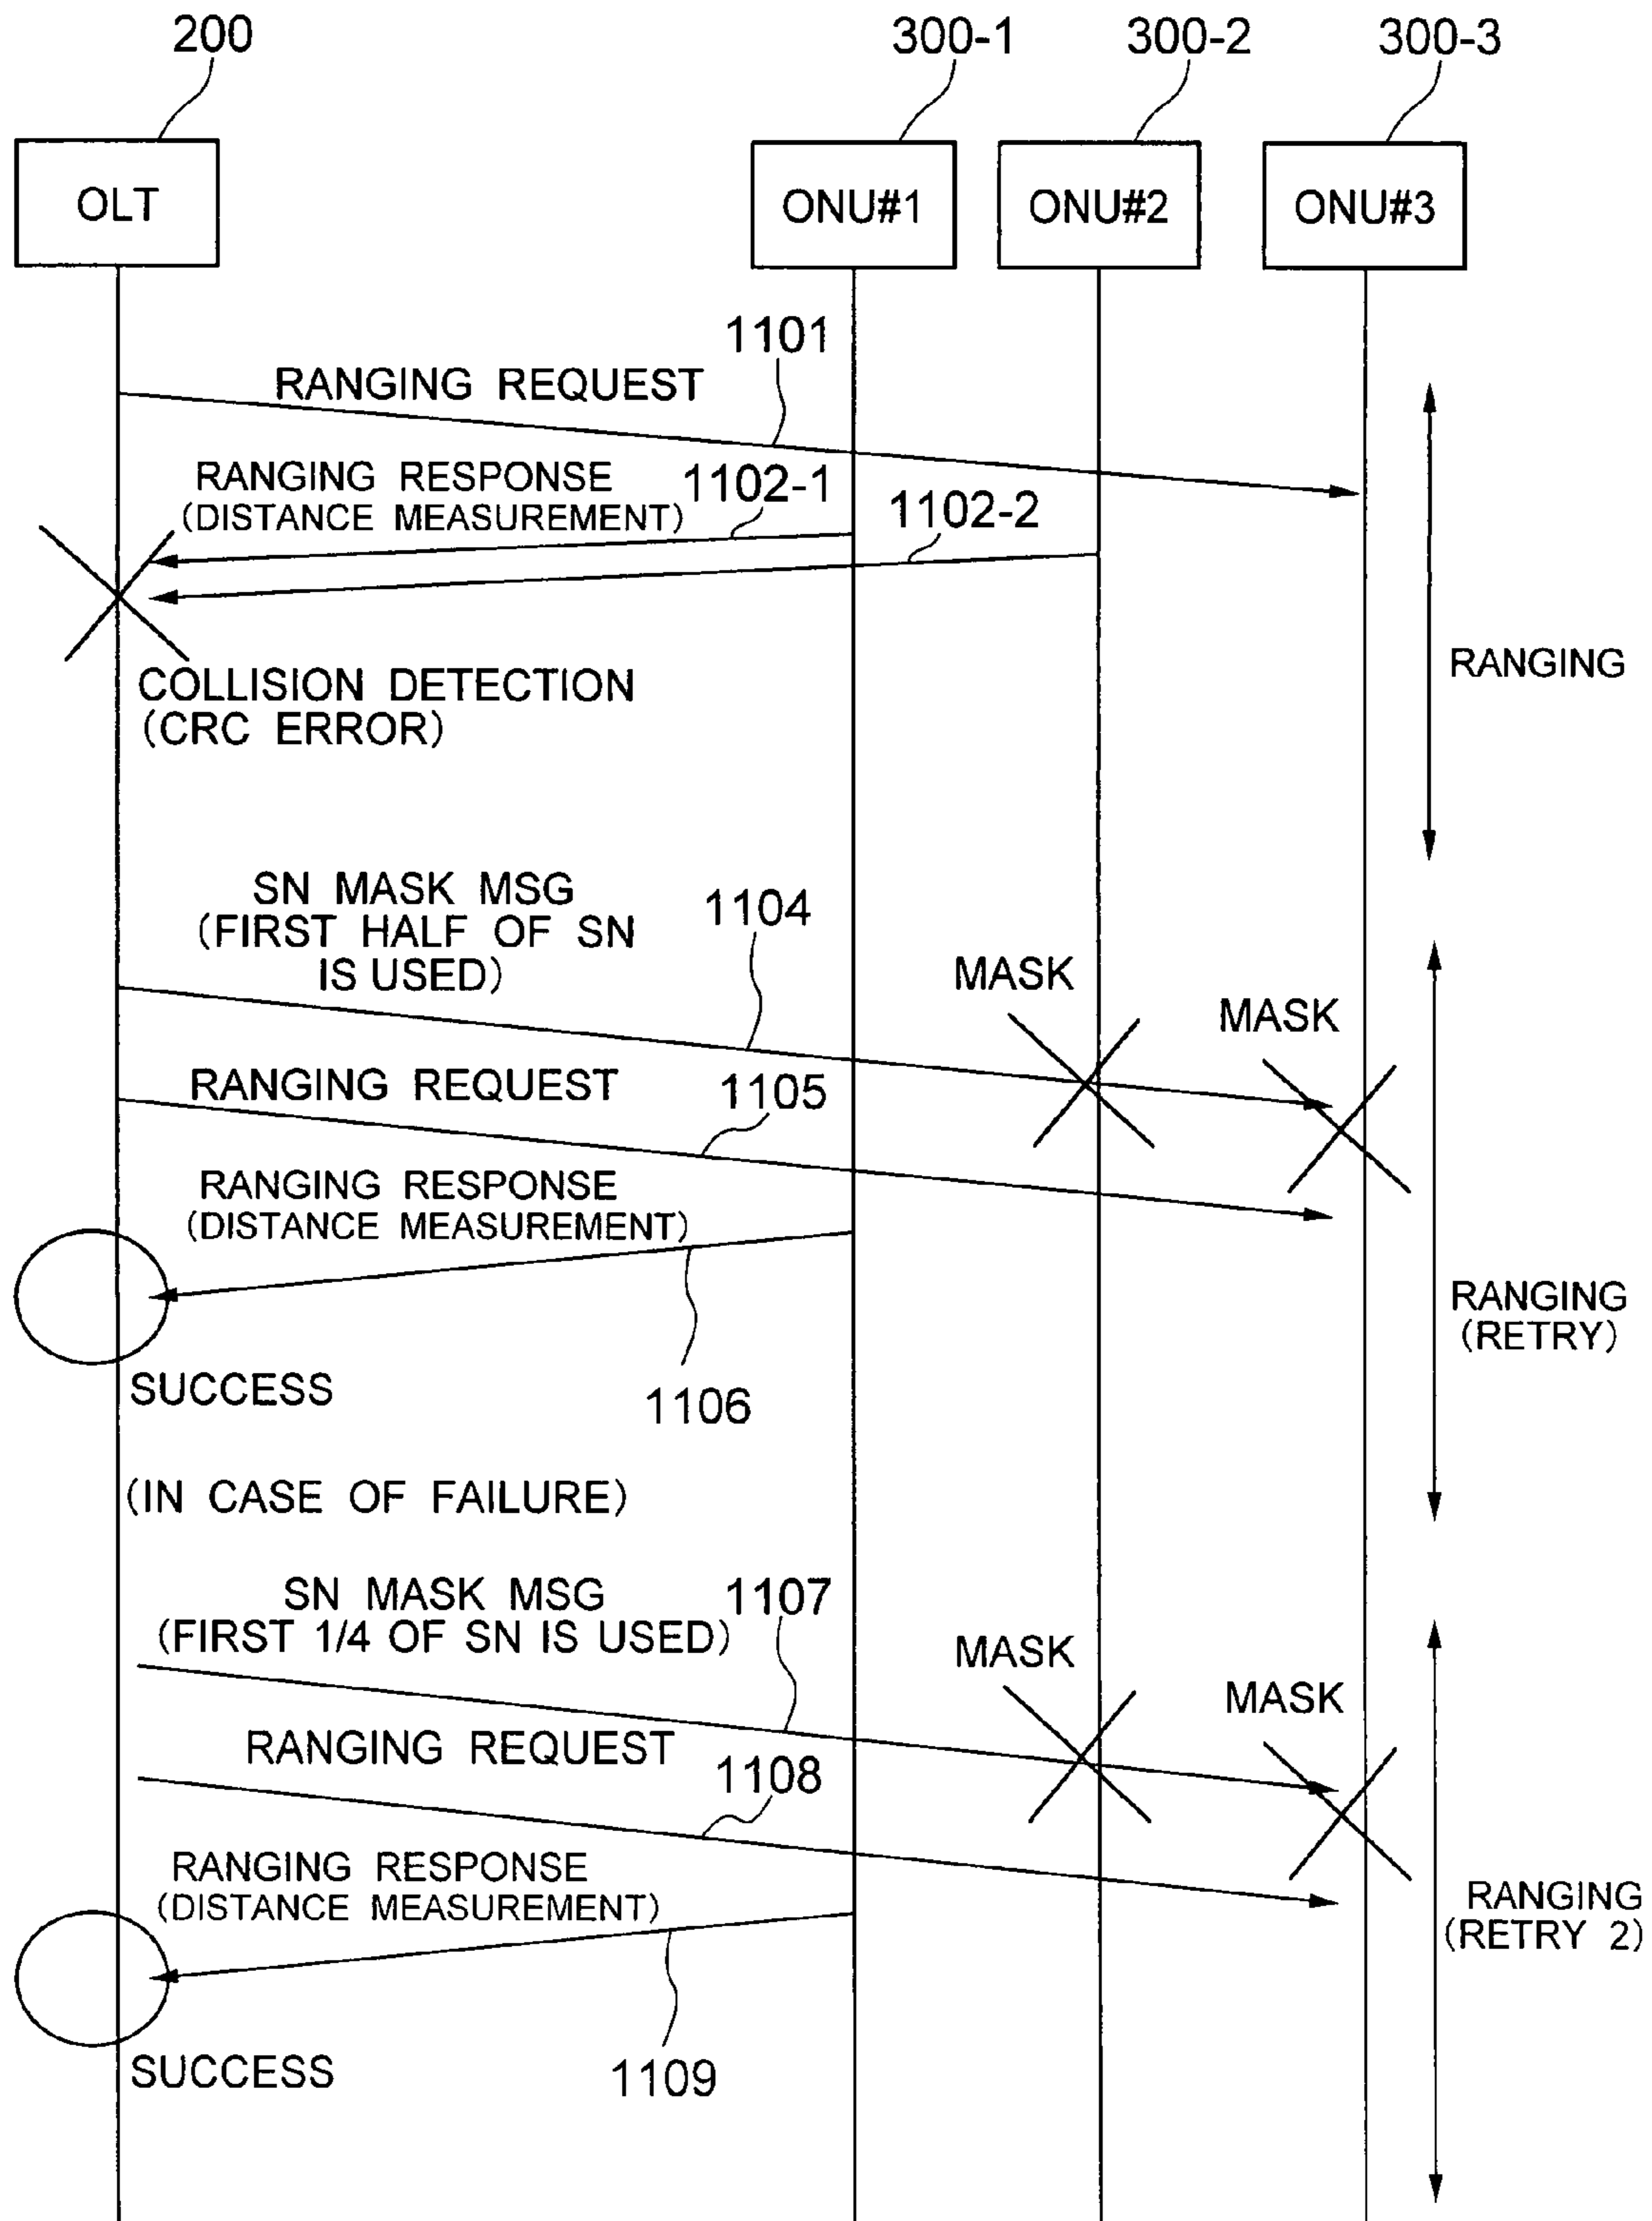 200
300-1
300-2
300-3
OLT
ONU#1
ONU#2
ONU#3
1101
RANGING REQUEST
RANGING RESPONSE
(DISTANCE MEASUREMENT)
1102-1
1102-2
COLLISION DETECTION
(CRC ERROR)
RANGING
SN MASK MSG
(FIRST HALF OF SN
IS USED)
1104
MASK
MASK
RANGING REQUEST
1105
RANGING RESPONSE
(DISTANCE MEASUREMENT)
RANGING
(RETRY)
SUCCESS
1106
(IN CASE OF FAILURE)
SN MASK MSG
(FIRST 1/4 OF SN IS USED)
1107
MASK
MASK
RANGING REQUEST
1108
RANGING RESPONSE
(DISTANCE MEASUREMENT)
RANGING
(RETRY 2)
SUCCESS
1109